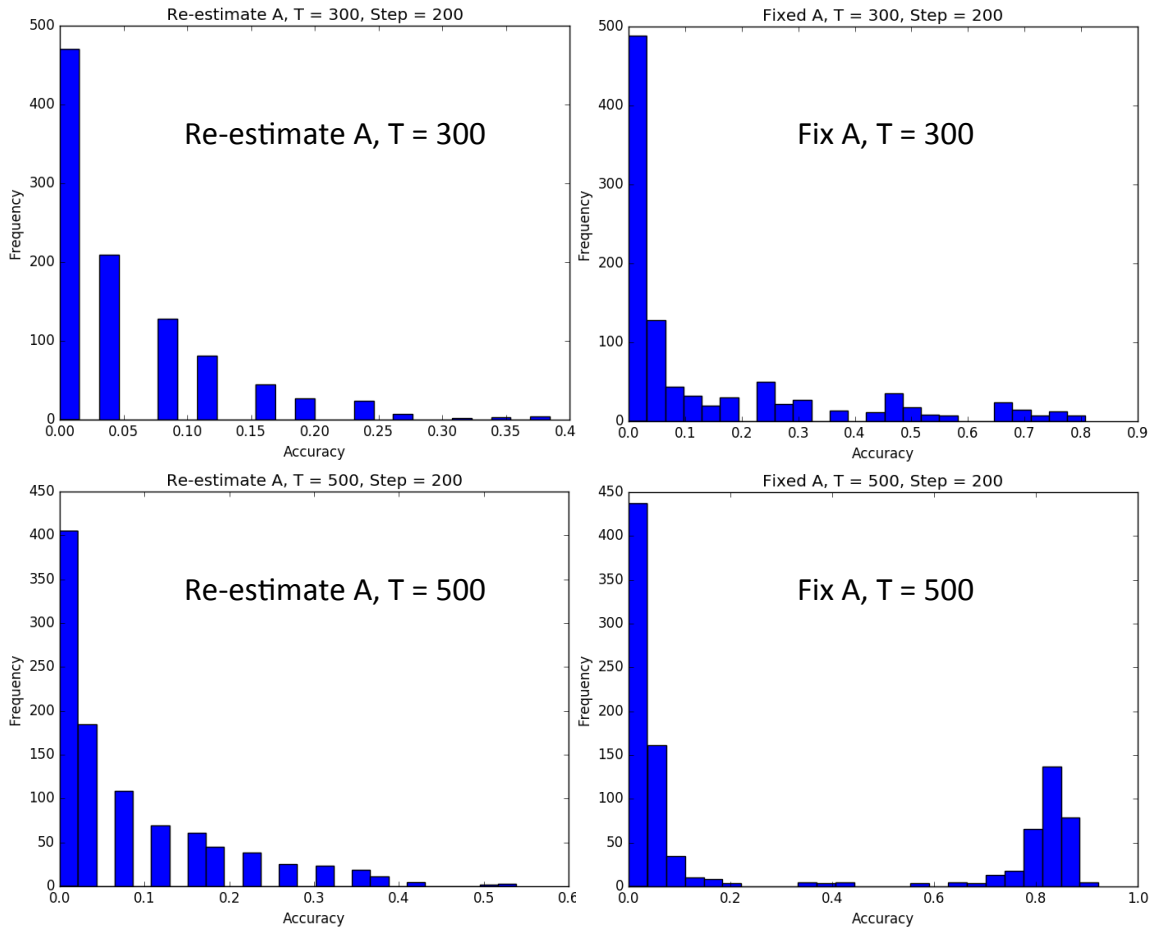 Re-estimate A, T = 300, Step = 200
500
400
300
200
100
0
Frequency
Re-estimate A, T = 300
0.00 0.05 0.10 0.15 0.20 0.25 0.30 0.35 0.4
Accuracy
Fixed A, T = 300, Step = 200
500
400
300
200
100
0
Frequency
Fix A, T = 300
0.0 0.1 0.2 0.3 0.4 0.5 0.6 0.7 0.8 0.9
Accuracy
Re-estimate A, T = 500, Step = 200
450
400
350
300
250
200
150
100
50
0
Frequency
Re-estimate A, T = 500
0.0 0.1 0.2 0.3 0.4 0.5 0.6
Accuracy
Fixed A, T = 500, Step = 200
450
400
350
300
250
200
150
100
50
0
Frequency
Fix A, T = 500
0.0 0.2 0.4 0.6 0.8 1.0
Accuracy